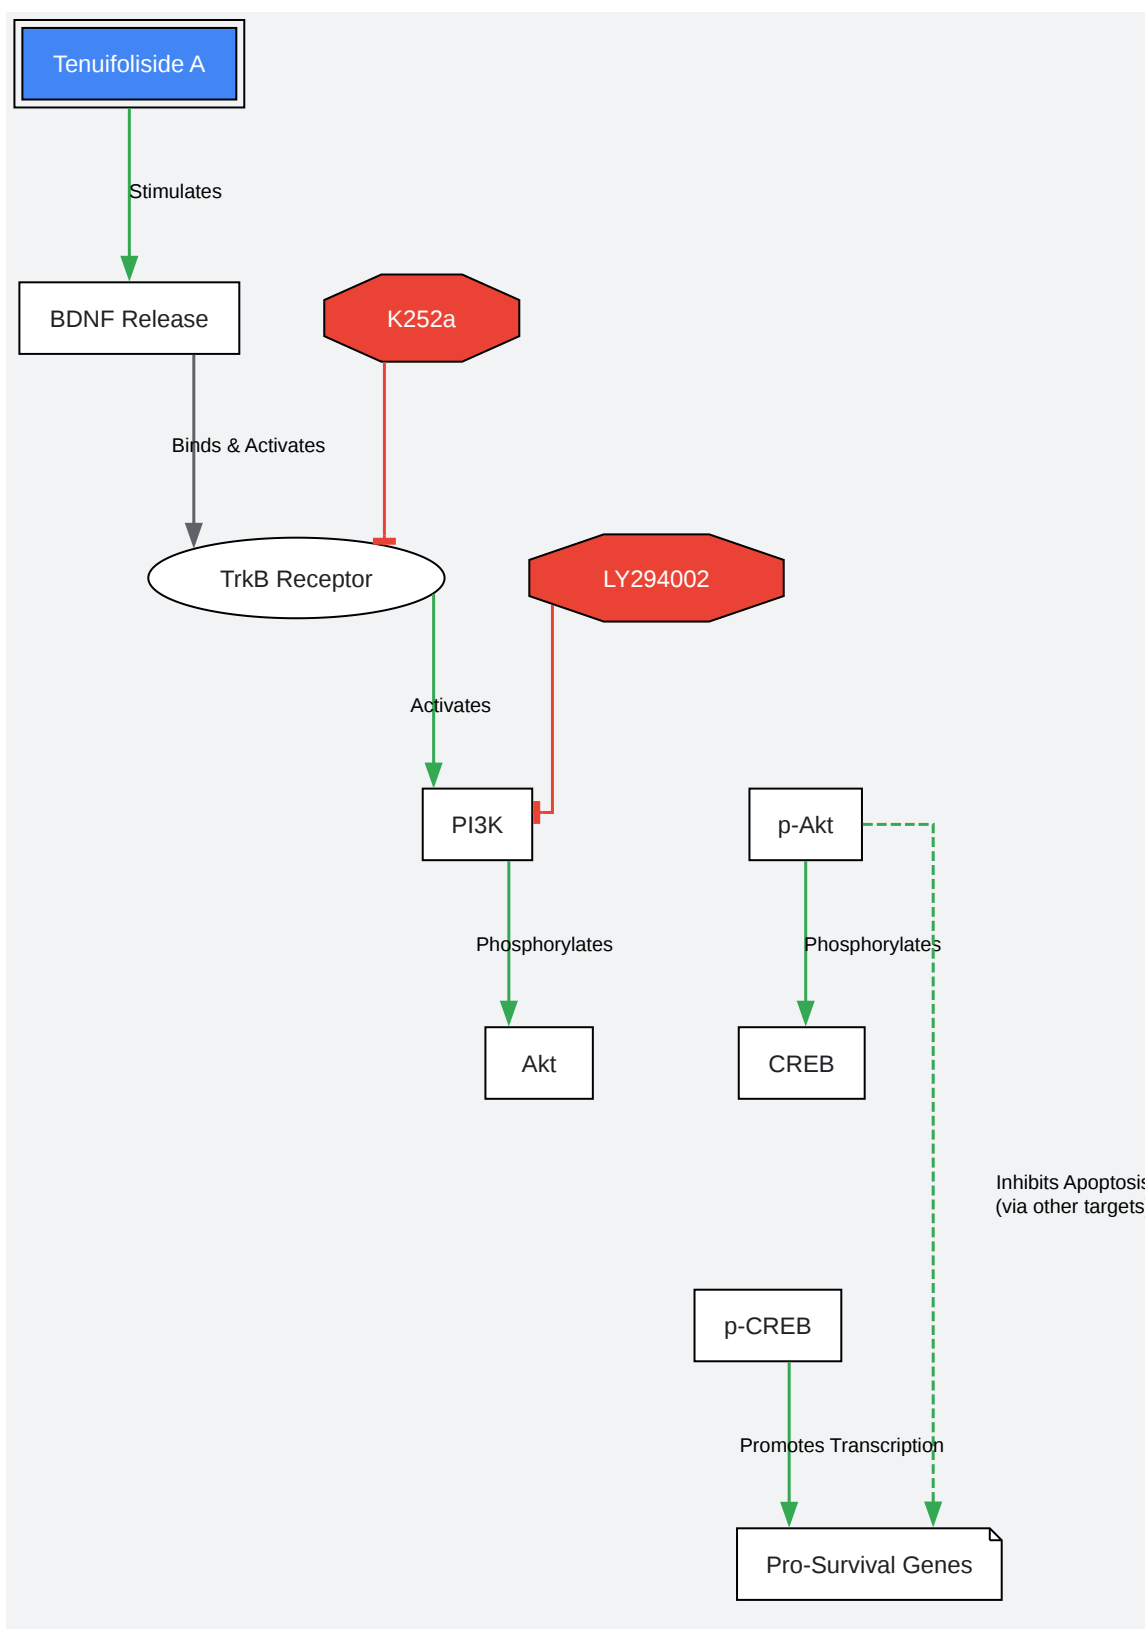 Tenuifoliside A
Stimulates
BDNF Release
K252a
Binds & Activates
TrkB Receptor
LY294002
Activates
PI3K
p-Akt
Phosphorylates
Phosphorylates
Akt
CREB
Inhibits Apoptosis
(via other targets
p-CREB
Promotes Transcription
Pro-Survival Genes